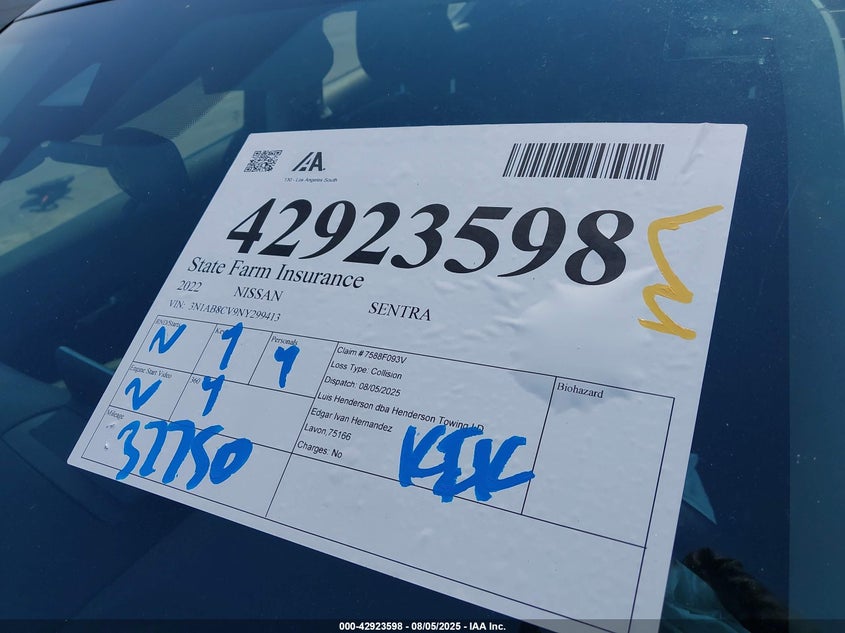 IAA
130 - Los Angeles South
42923598
State Farm Insurance
2022 NISSAN SENTRA
VIN: 3N1AB8CV9NY299413
RND/Starts Keys Personals
N Y Y
Engine Start Video 360
N Y
Mileage
37750
Claim # 7588F093V
Loss Type: Collision
Dispatch: 08/05/2025
Luis Henderson dba Henderson Towing
Edgar Ivan Hernandez
Lavon,75166
Charges: No
Biohazard
000-42923598 - 08/05/2025 - IAA Inc.